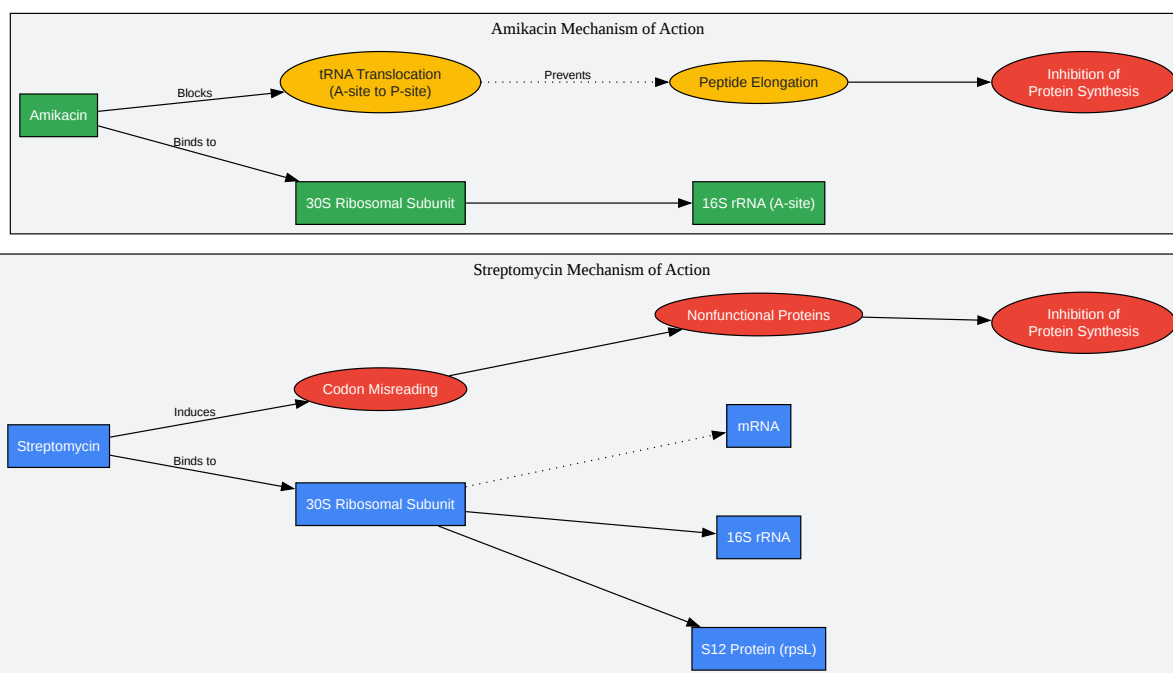 Amikacin Mechanism of Action
tRNA Translocation
(A-site to P-site)
Prevents
Peptide Elongation
Inhibition of
Protein Synthesis
Blocks
Amikacin
Binds to
30S Ribosomal Subunit
16S rRNA (A-site)
Streptomycin Mechanism of Action
Nonfunctional Proteins
Inhibition of
Protein Synthesis
Codon Misreading
Induces
mRNA
Streptomycin
Binds to
30S Ribosomal Subunit
16S rRNA
S12 Protein (rpsL)